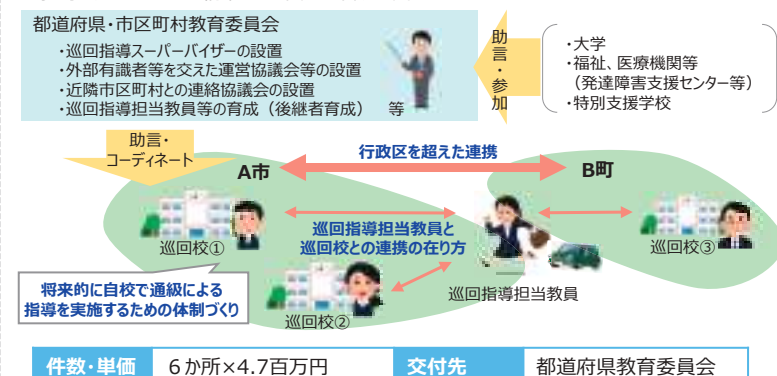 都道府県・市区町村教育委員会
・巡回指導スーパーバイザーの設置
・外部有識者等を交えた運営協議会等の設置
・近隣市区町村との連絡協議会の設置
・巡回指導担当教員等の育成（後継者育成） 等
助言・参加
・大学
・福祉、医療機関等
（発達障害支援センター等）
・特別支援学校
助言・
コーディネート
行政区を超えた連携
A市
B町
巡回校①
巡回指導担当教員と
巡回校との連携の在り方
巡回校③
将来的に自校で通級による
指導を実施するための体制づくり
巡回校②
巡回指導担当教員
件数・単価 6か所×4.7百万円 交付先 都道府県教育委員会